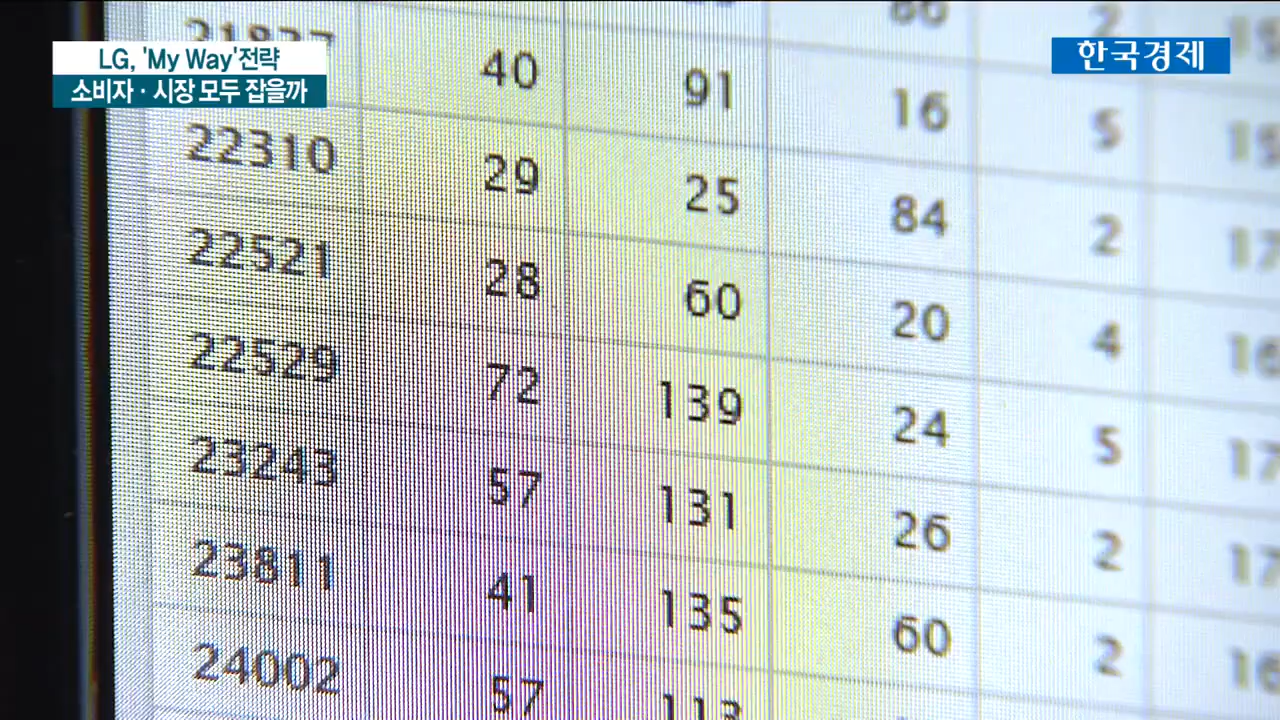 LG, 'My Way'전략
소비자·시장 모두 잡을까
한국경제
40 91 16 5
22310 29 25 84 2
22521 28 60 20 4
22529 72 139 24 5
23243 57 131 26 2
23811 41 135 60 2
24002 57 113